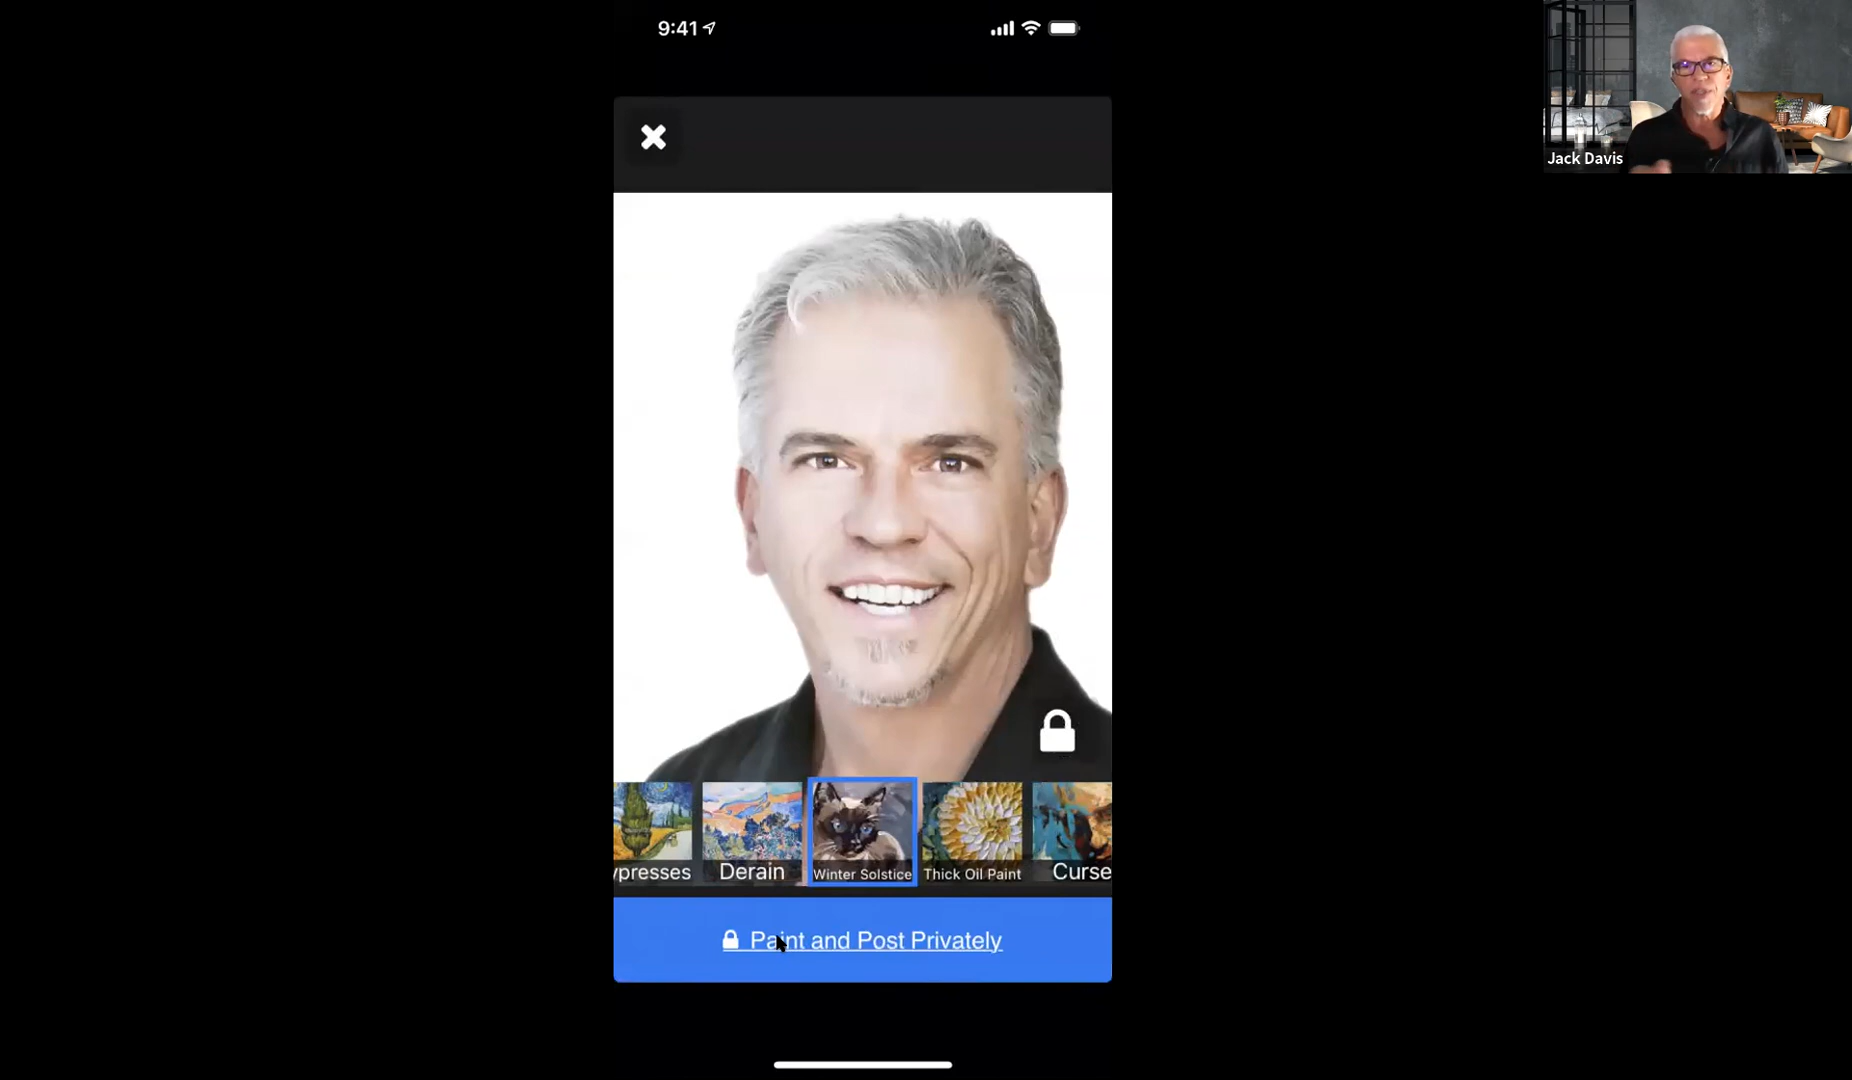 9:41
Jack Davis
ypresses
Derain
Winter Solstice
Thick Oil Paint
Curse
Paint and Post Privately